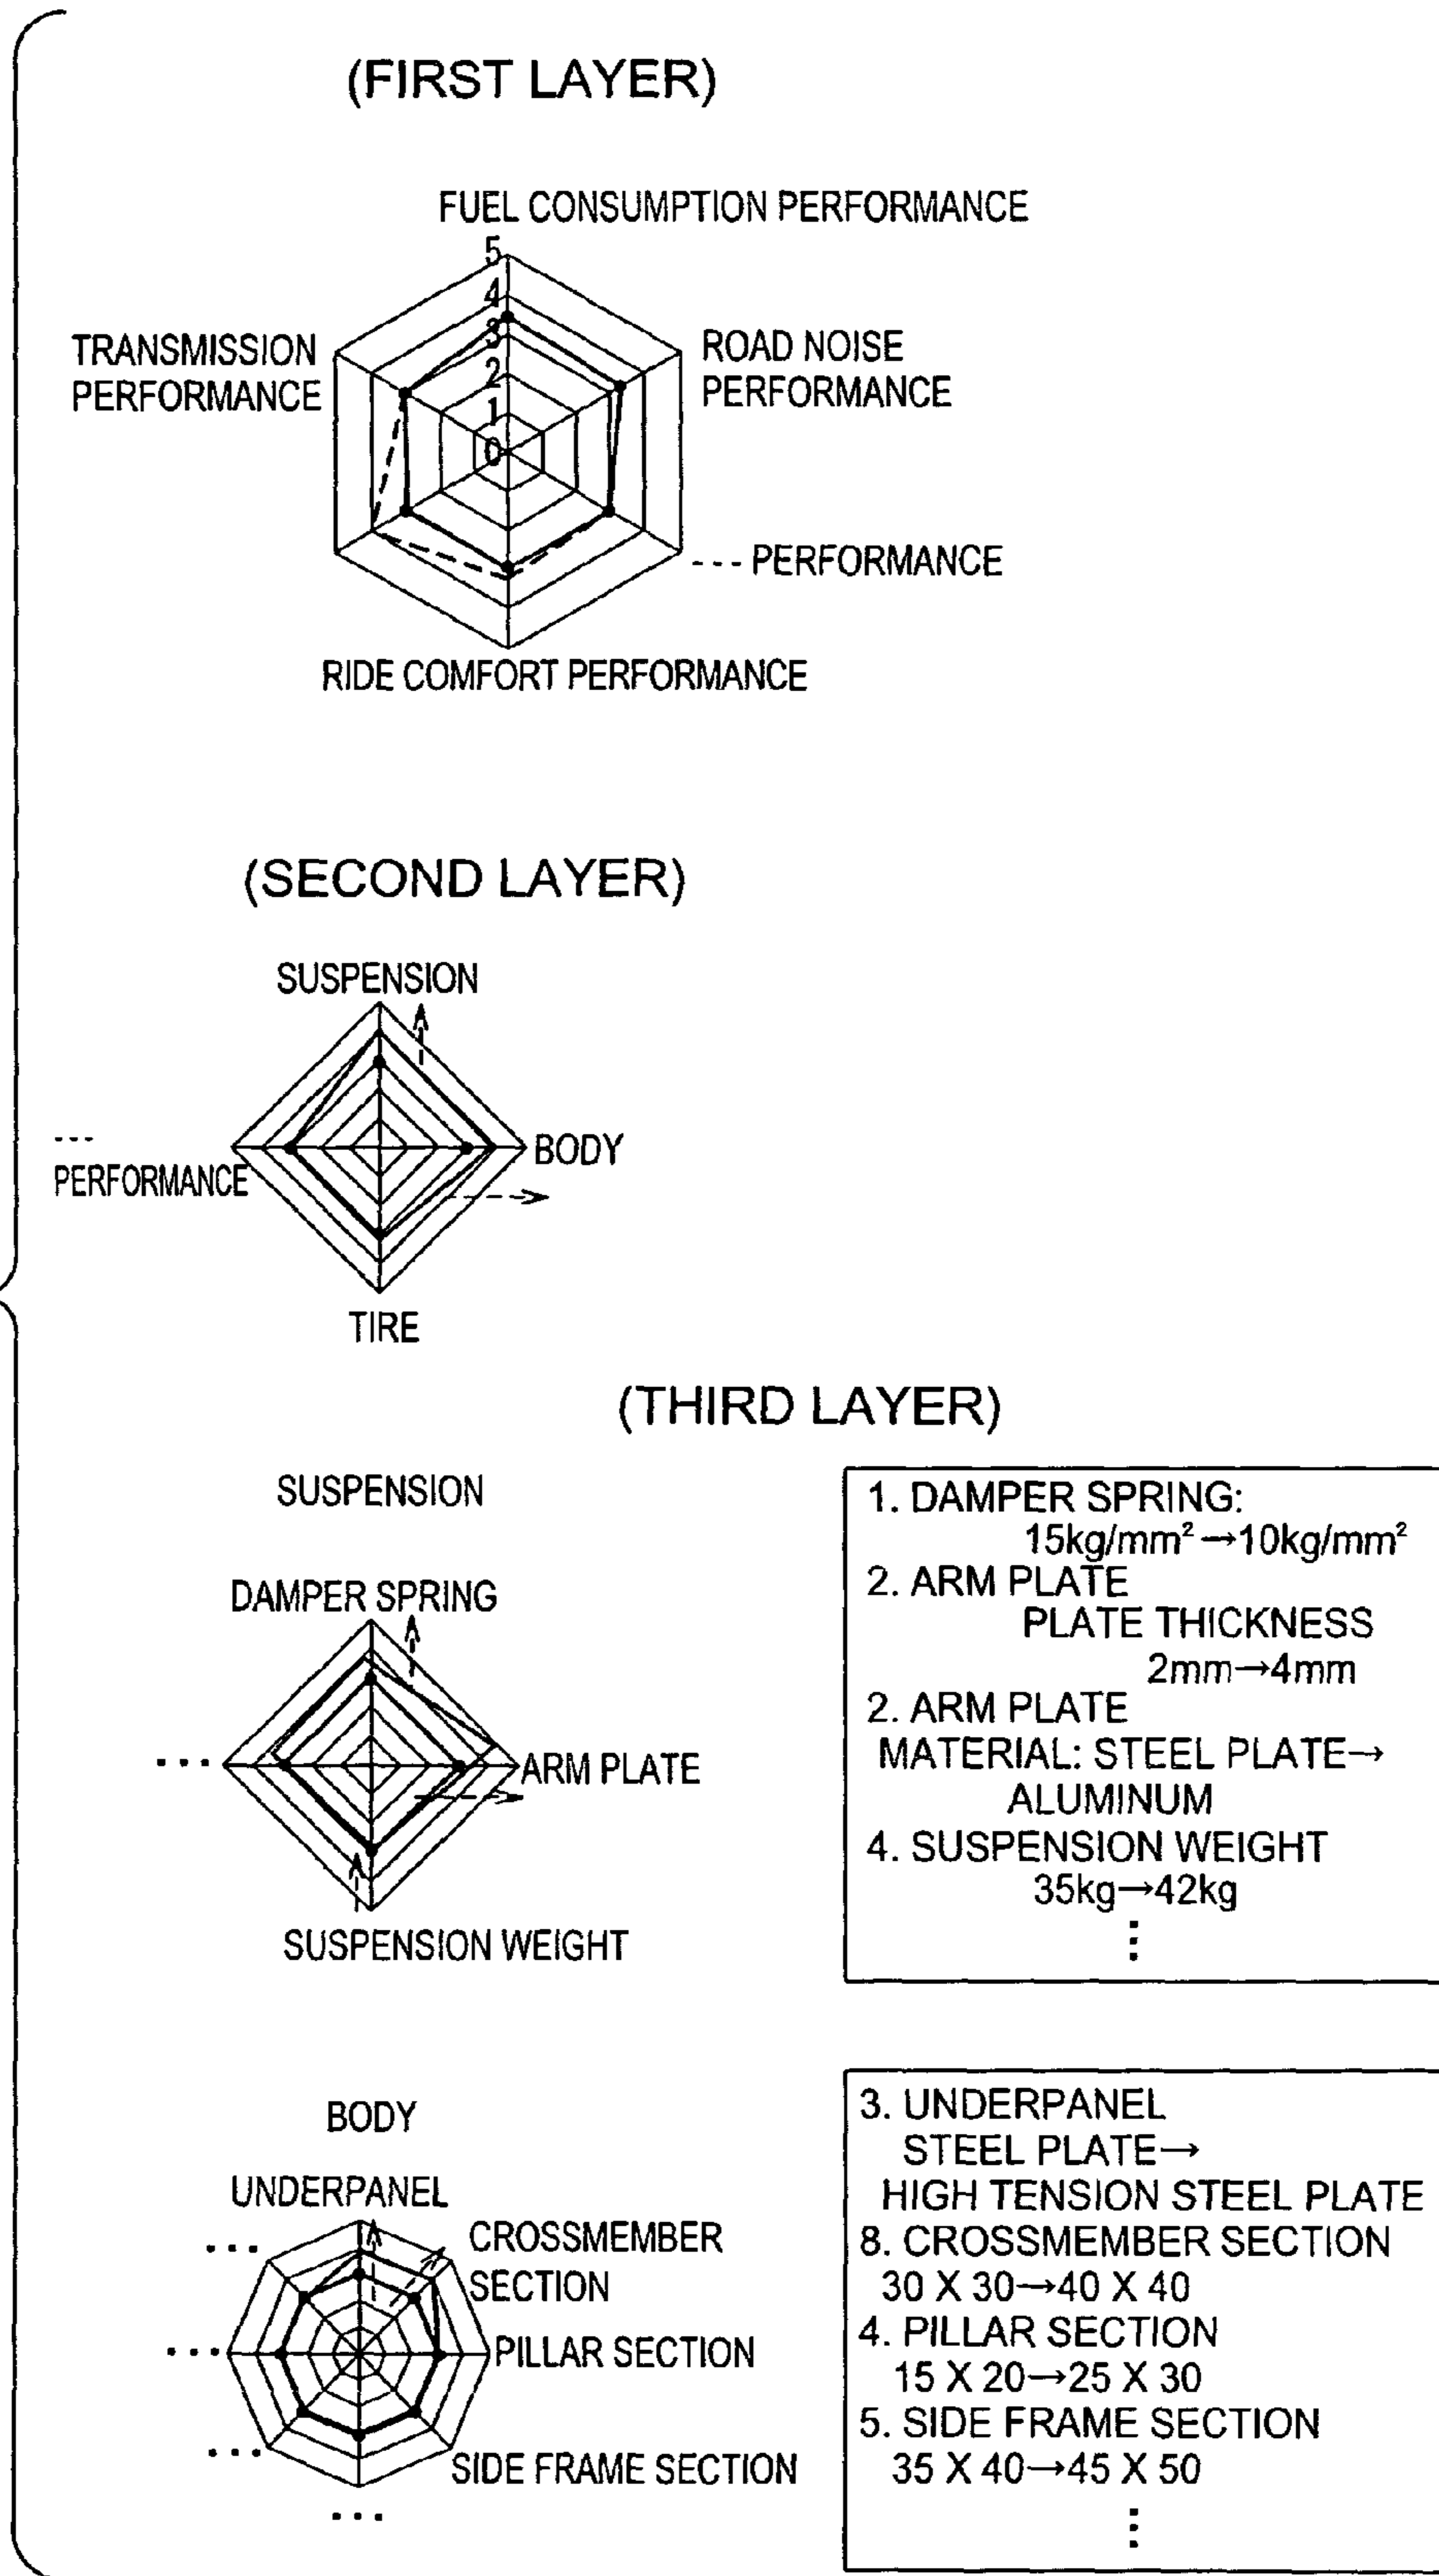 (FIRST LAYER)
FUEL CONSUMPTION PERFORMANCE
5
4
3
2
1
0
TRANSMISSION
PERFORMANCE
ROAD NOISE
PERFORMANCE
--- PERFORMANCE
RIDE COMFORT PERFORMANCE
(SECOND LAYER)
SUSPENSION
BODY
---
PERFORMANCE
TIRE
(THIRD LAYER)
SUSPENSION
DAMPER SPRING
...
ARM PLATE
SUSPENSION WEIGHT
1. DAMPER SPRING:
15kg/mm²→10kg/mm²
2. ARM PLATE
PLATE THICKNESS
2mm→4mm
2. ARM PLATE
MATERIAL: STEEL PLATE→
ALUMINUM
4. SUSPENSION WEIGHT
35kg→42kg
⋮
BODY
UNDERPANEL
...
CROSSMEMBER
SECTION
...
PILLAR SECTION
...
SIDE FRAME SECTION
...
3. UNDERPANEL
STEEL PLATE→
HIGH TENSION STEEL PLATE
8. CROSSMEMBER SECTION
30 X 30→40 X 40
4. PILLAR SECTION
15 X 20→25 X 30
5. SIDE FRAME SECTION
35 X 40→45 X 50
⋮